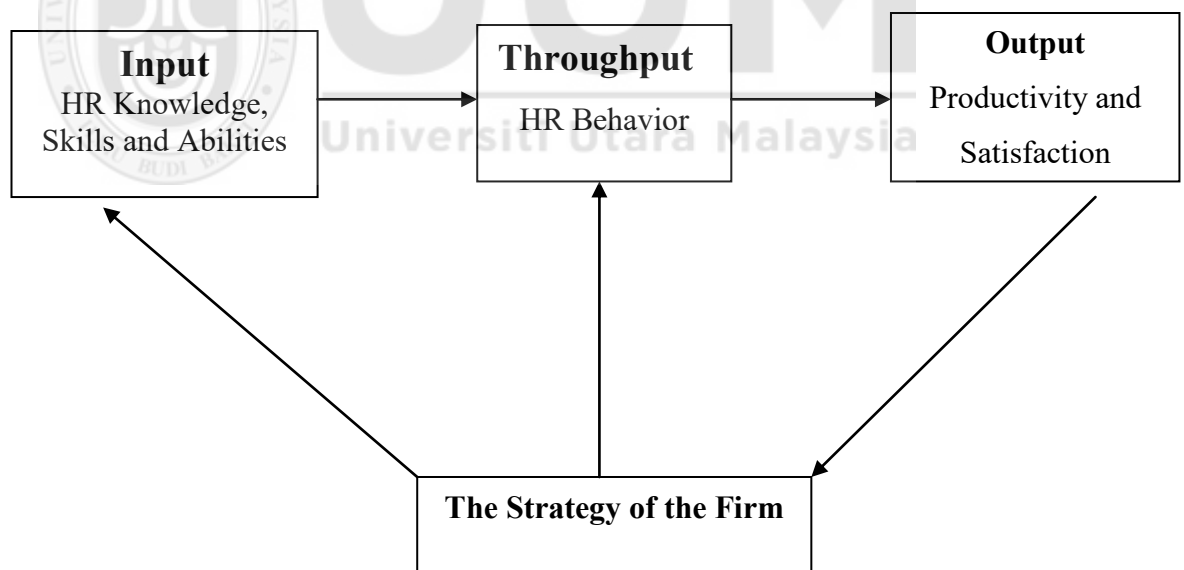 Input
HR Knowledge,
Skills and Abilities
Throughput
HR Behavior
Output
Productivity and
Satisfaction
Universiti Utara Malaysia
BUDI
The Strategy of the Firm